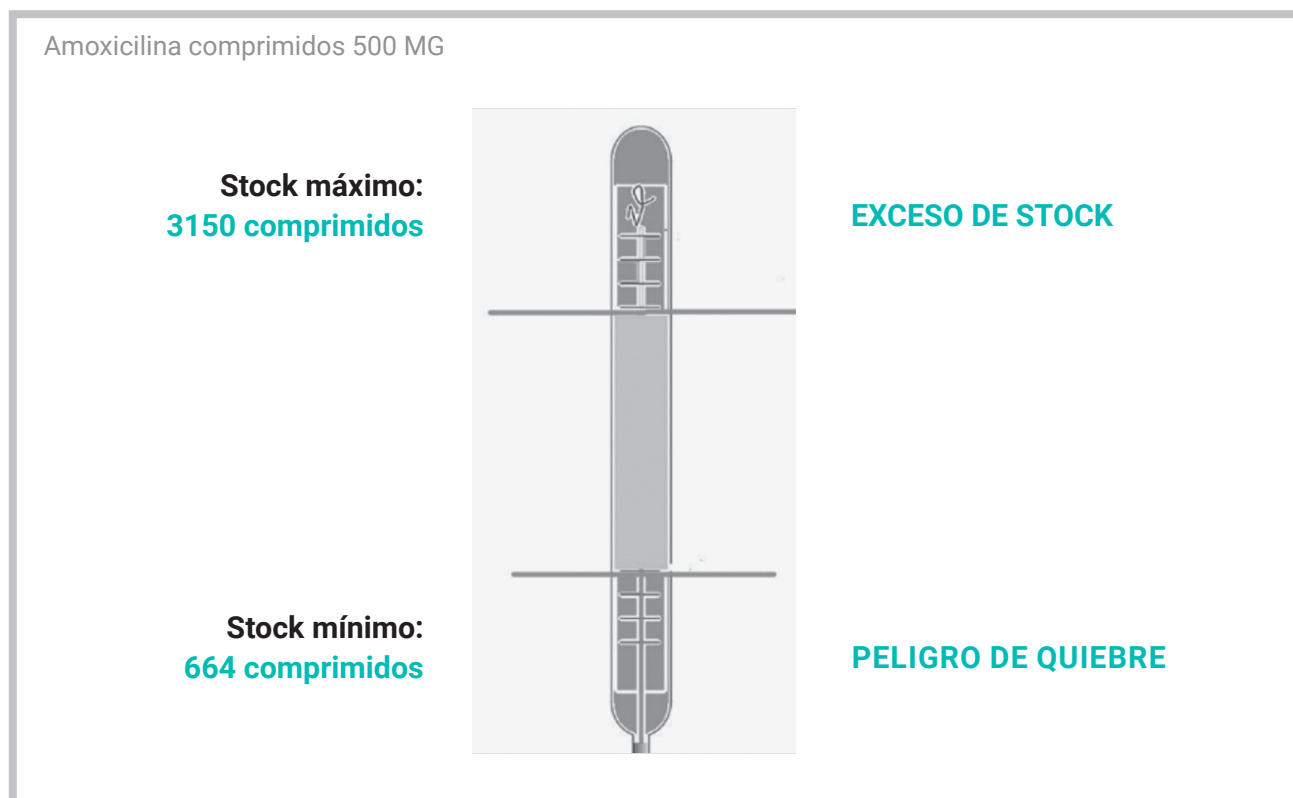 Amoxicilina comprimidos 500 MG
Stock máximo:
3150 comprimidos
EXCESO DE STOCK
Stock mínimo:
664 comprimidos
PELIGRO DE QUIEBRE